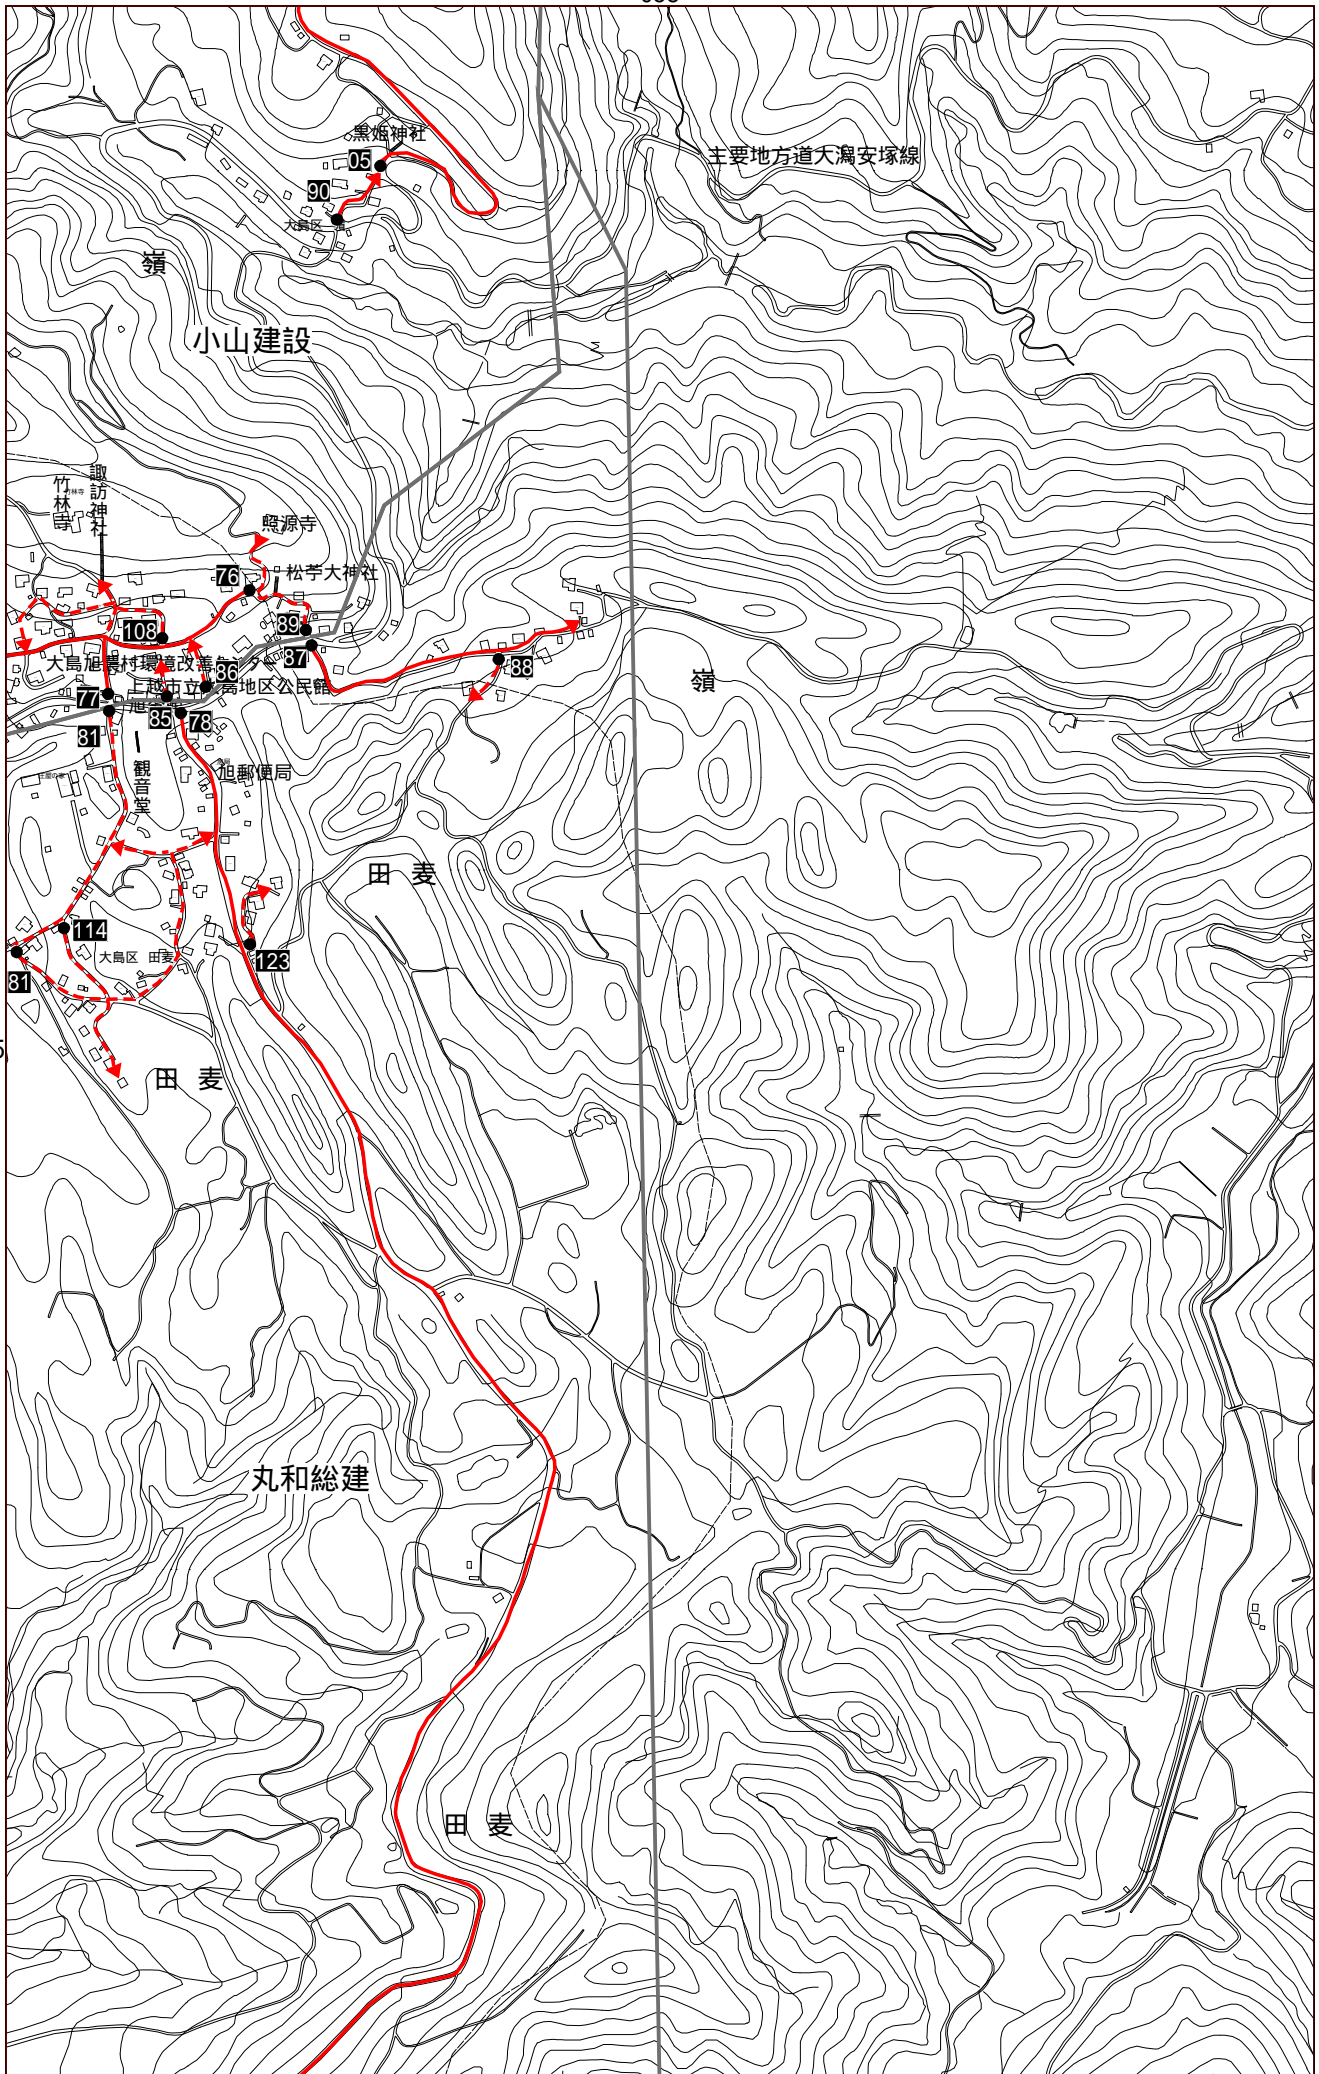 黒姫神社
05
主要地方道大潟安塚線
90
大島区
嶺
小山建設
諏訪神社
竹林寺
竹林寺
照源寺
76
松苧大神社
108
89
87
大島旭農村環境改善センター
86
88
嶺
77
上越市立大島地区公民館
85
78
81
観音堂
旭郵便局
田 麦
114
大島区 田麦
123
81
田 麦
丸和総建
田 麦